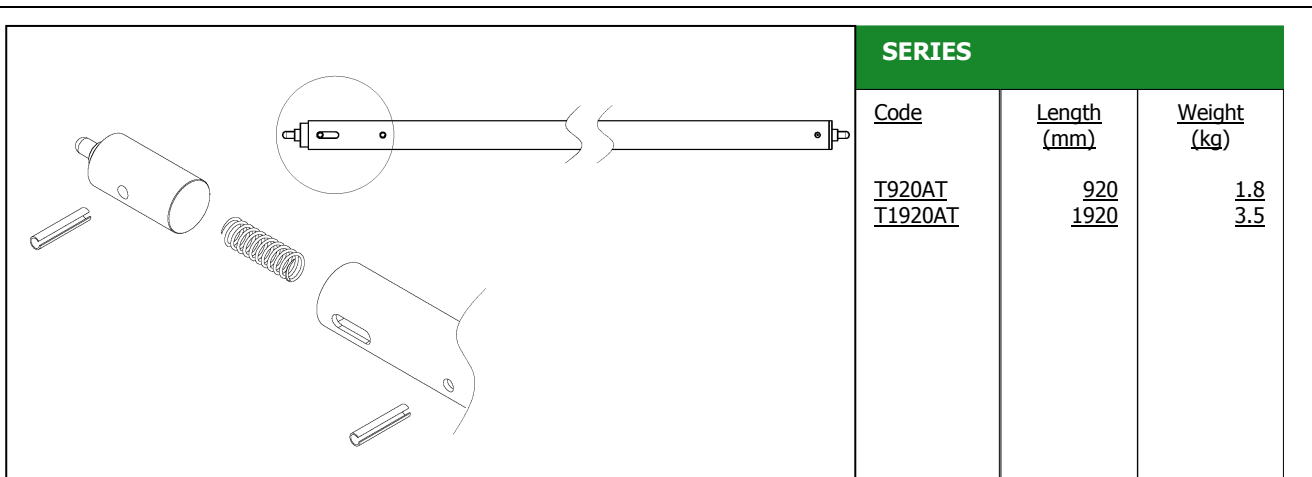 SERIES
Code Length Weight
(mm) (kg)
T920AT 920 1.8
T1920AT 1920 3.5